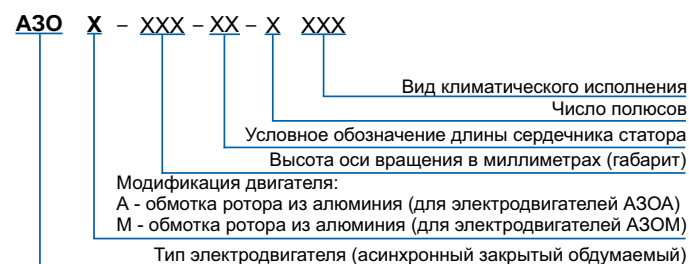 АЗО Х – ХХХ – ХХ – Х ХХХ
Вид климатического исполнения
Число полюсов
Условное обозначение длины сердечника статора
Высота оси вращения в миллиметрах (габарит)
Модификация двигателя:
А - обмотка ротора из алюминия (для электродвигателей АЗОА)
М - обмотка ротора из алюминия (для электродвигателей АЗОМ)
Тип электродвигателя (асинхронный закрытый обдумаемый)